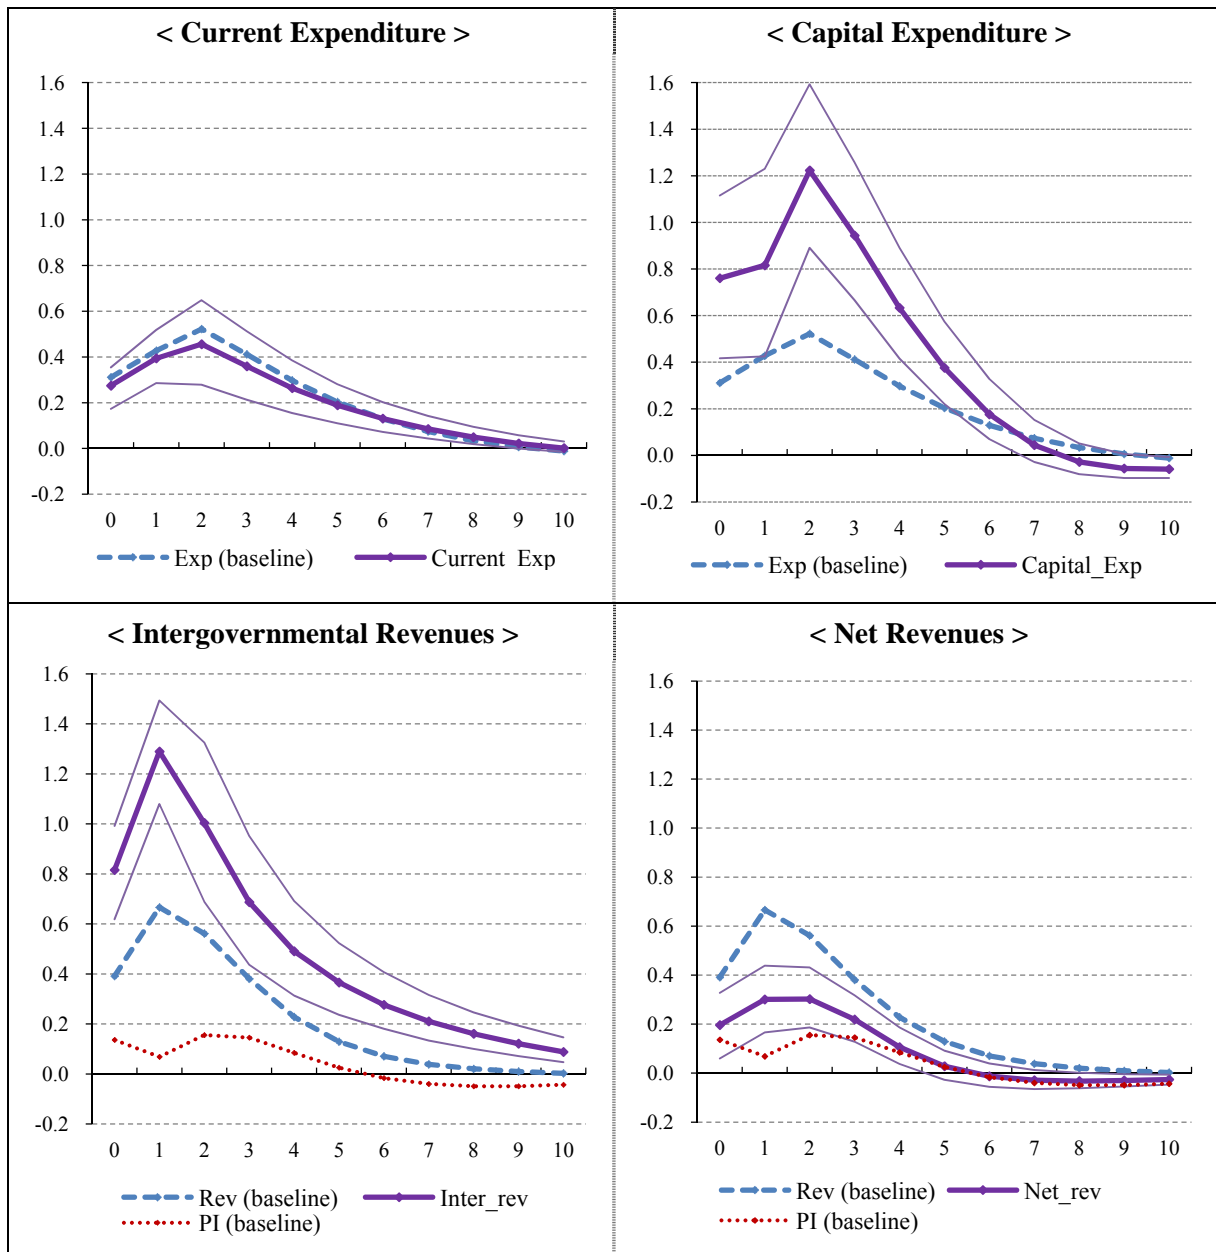 < Current Expenditure >
1.6
1.4
1.2
1.0
0.8
0.6
0.4
0.2
0.0
-0.2
0 1 2 3 4 5 6 7 8 9 10
Exp (baseline) Current Exp
< Capital Expenditure >
1.6
1.4
1.2
1.0
0.8
0.6
0.4
0.2
0.0
-0.2
0 1 2 3 4 5 6 7 8 9 10
Exp (baseline) Capital_Exp
< Intergovernmental Revenues >
1.6
1.4
1.2
1.0
0.8
0.6
0.4
0.2
0.0
-0.2
0 1 2 3 4 5 6 7 8 9 10
Rev (baseline) Inter_rev
PI (baseline)
< Net Revenues >
1.6
1.4
1.2
1.0
0.8
0.6
0.4
0.2
0.0
-0.2
0 1 2 3 4 5 6 7 8 9 10
Rev (baseline) Net_rev
PI (baseline)